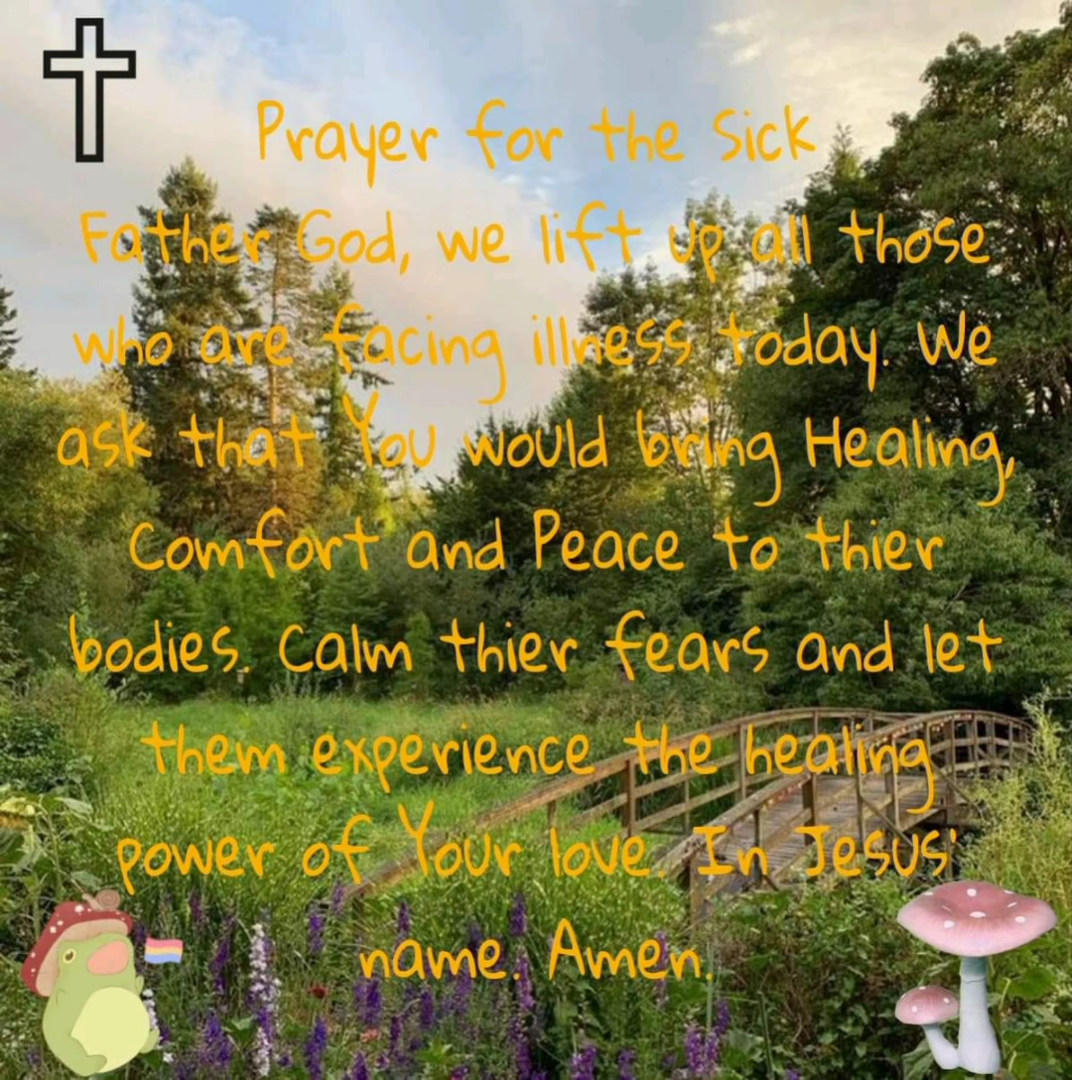 Prayer for the Sick
Father God, we lift up all those
who are facing illness today. We
ask that You would bring Healing,
Comfort and Peace to thier
bodies. Calm thier fears and let
them experience the healing
power of Your love. In Jesus'
name. Amen.